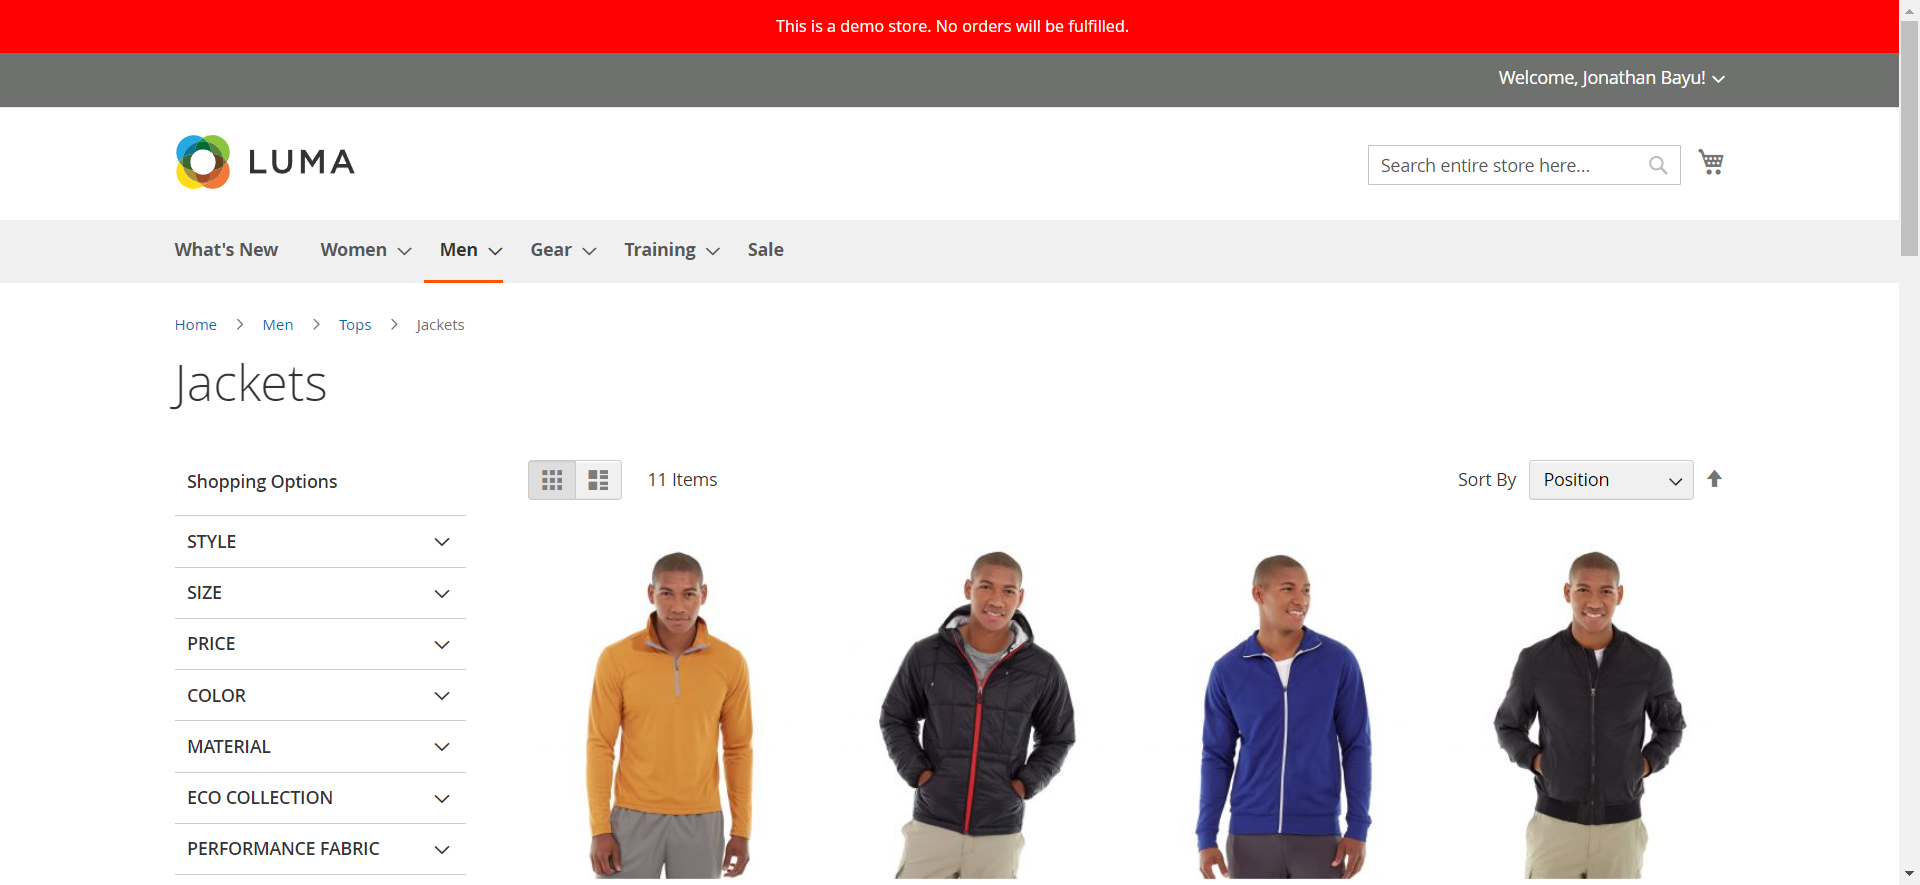 This is a demo store. No orders will be fulfilled.
Welcome, Jonathan Bayu!
LUMA
Search entire store here...
What's New Women Men Gear Training Sale
Home Men Tops Jackets
Jackets
Shopping Options
11 Items
Sort By Position
STYLE
SIZE
PRICE
COLOR
MATERIAL
ECO COLLECTION
PERFORMANCE FABRIC